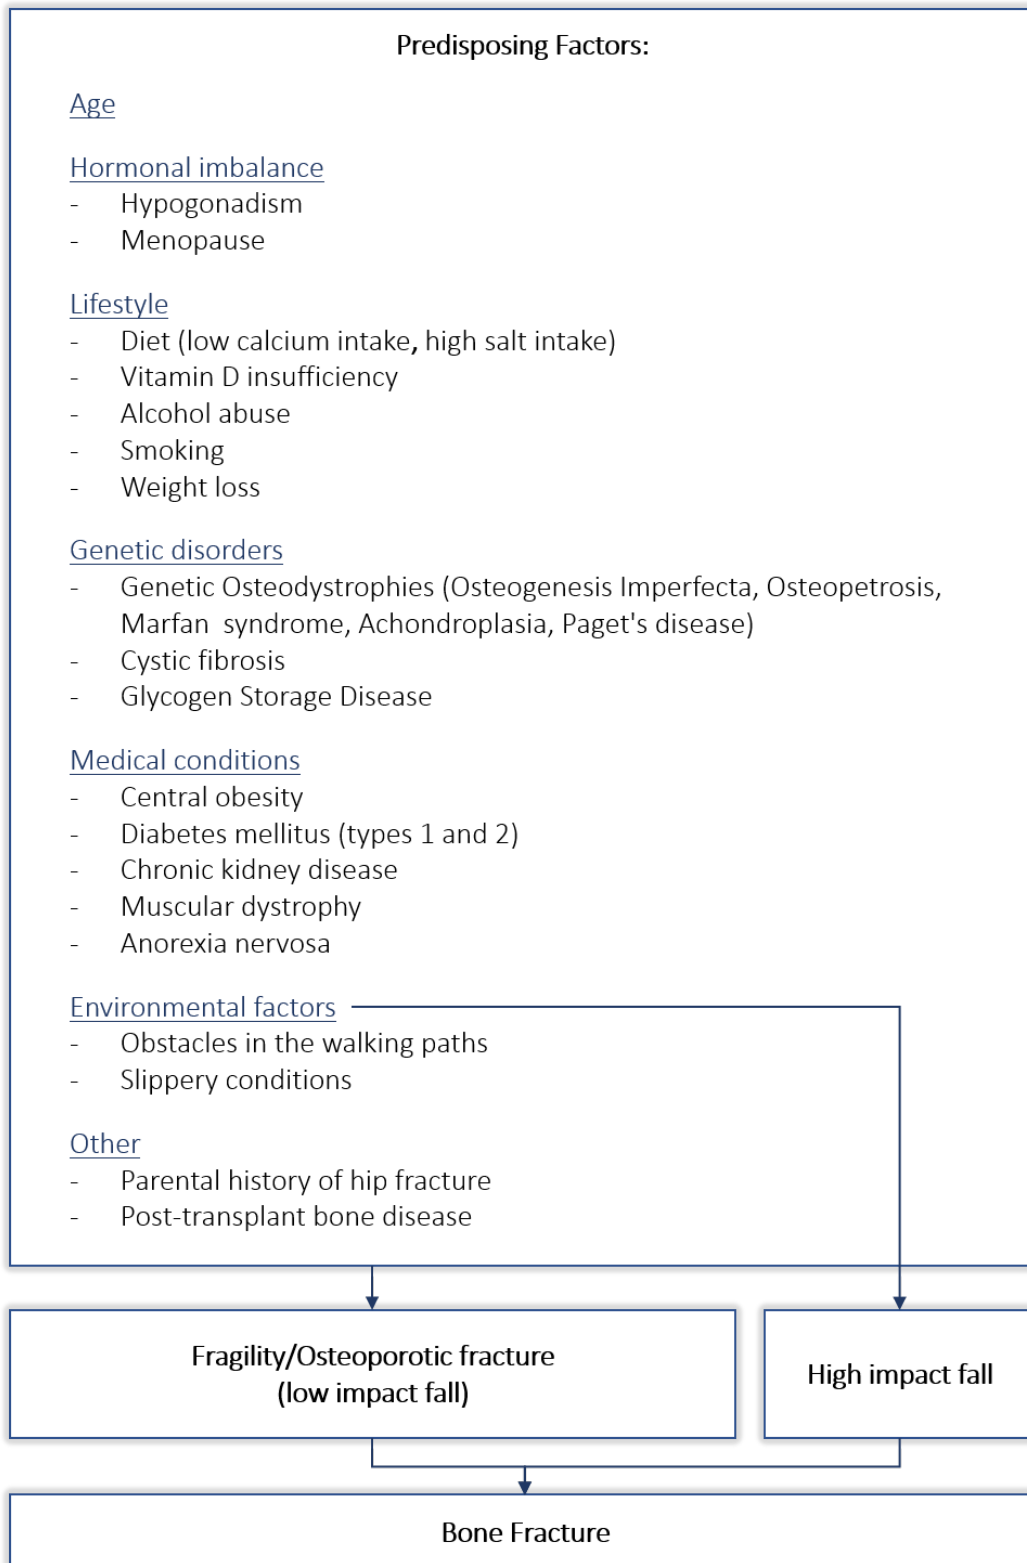 Predisposing Factors:
Age
Hormonal imbalance
- Hypogonadism
- Menopause
Lifestyle
- Diet (low calcium intake, high salt intake)
- Vitamin D insufficiency
- Alcohol abuse
- Smoking
- Weight loss
Genetic disorders
- Genetic Osteodystrophies (Osteogenesis Imperfecta, Osteopetrosis,
Marfan syndrome, Achondroplasia, Paget's disease)
- Cystic fibrosis
- Glycogen Storage Disease
Medical conditions
- Central obesity
- Diabetes mellitus (types 1 and 2)
- Chronic kidney disease
- Muscular dystrophy
- Anorexia nervosa
Environmental factors
- Obstacles in the walking paths
- Slippery conditions
Other
- Parental history of hip fracture
- Post-transplant bone disease
Fragility/Osteoporotic fracture
(low impact fall)
High impact fall
Bone Fracture